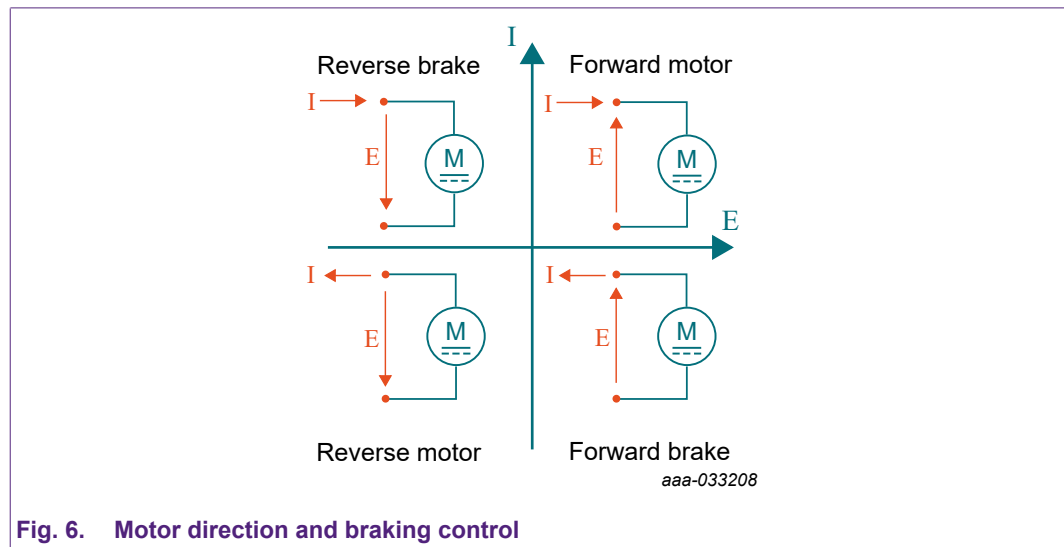 I
Reverse brake
Forward motor
I
E
M
I
E
M
E
I
E
M
I
E
M
Reverse motor
Forward brake
aaa-033208
Fig. 6. Motor direction and braking control